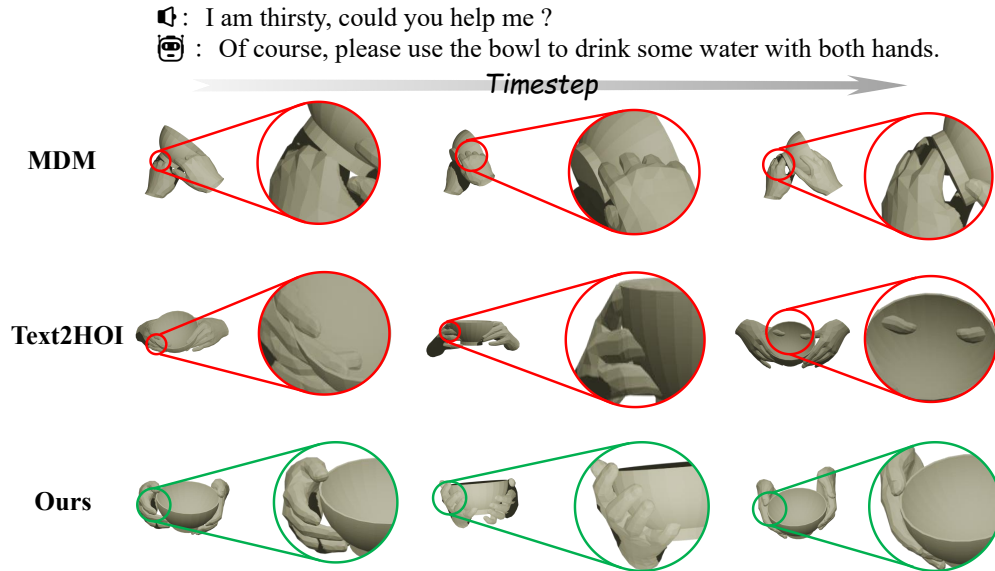 : I am thirsty, could you help me ?
: Of course, please use the bowl to drink some water with both hands.
Timestep
MDM
Text2HOI
Ours